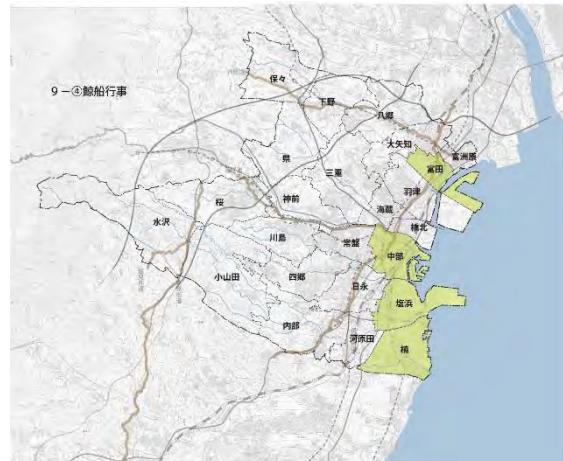 ９－④鯨船行事
保々
下野
八郷
大矢知
富洲原
富田
県
三重
羽津
海蔵
橋北
神前
桜
水沢
川島
常磐
中部
小山田
四郷
日永
塩浜
内部
河原田
楠